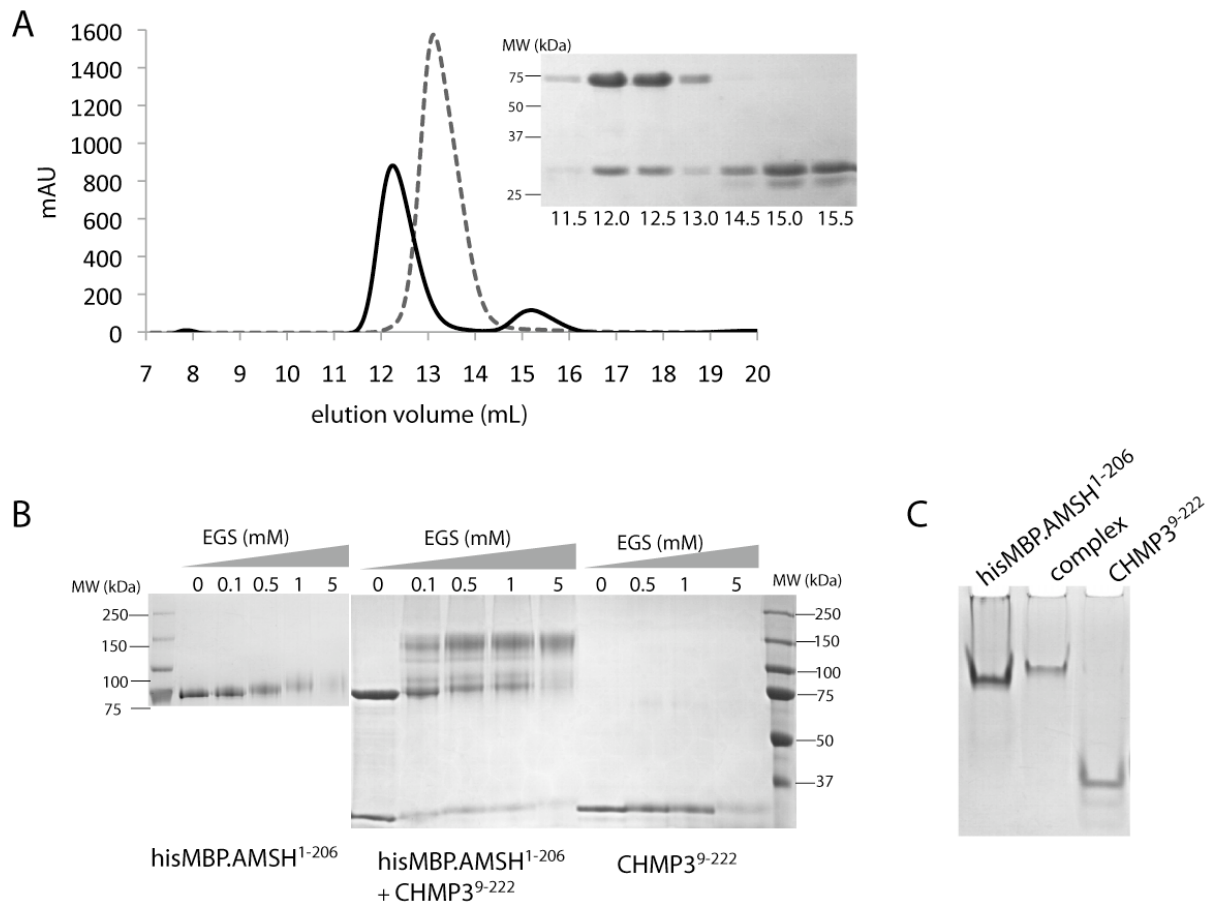 A
1600
1400
1200
1000
800
600
400
200
0
mAU
7 8 9 10 11 12 13 14 15 16 17 18 19 20
elution volume (mL)
MW (kDa)
75
50
37
25
11.5 12.0 12.5 13.0 14.5 15.0 15.5
B
EGS (mM) EGS (mM) EGS (mM)
MW (kDa) 0 0.1 0.5 1 5 0 0.1 0.5 1 5 0 0.5 1 5 MW (kDa)
250
150
100
75
250
150
100
75
50
37
hisMBP.AMSH1-206
hisMBP.AMSH1-206
+ CHMP39-222
CHMP39-222
C
hisMBP.AMSH1-206
complex
CHMP39-222